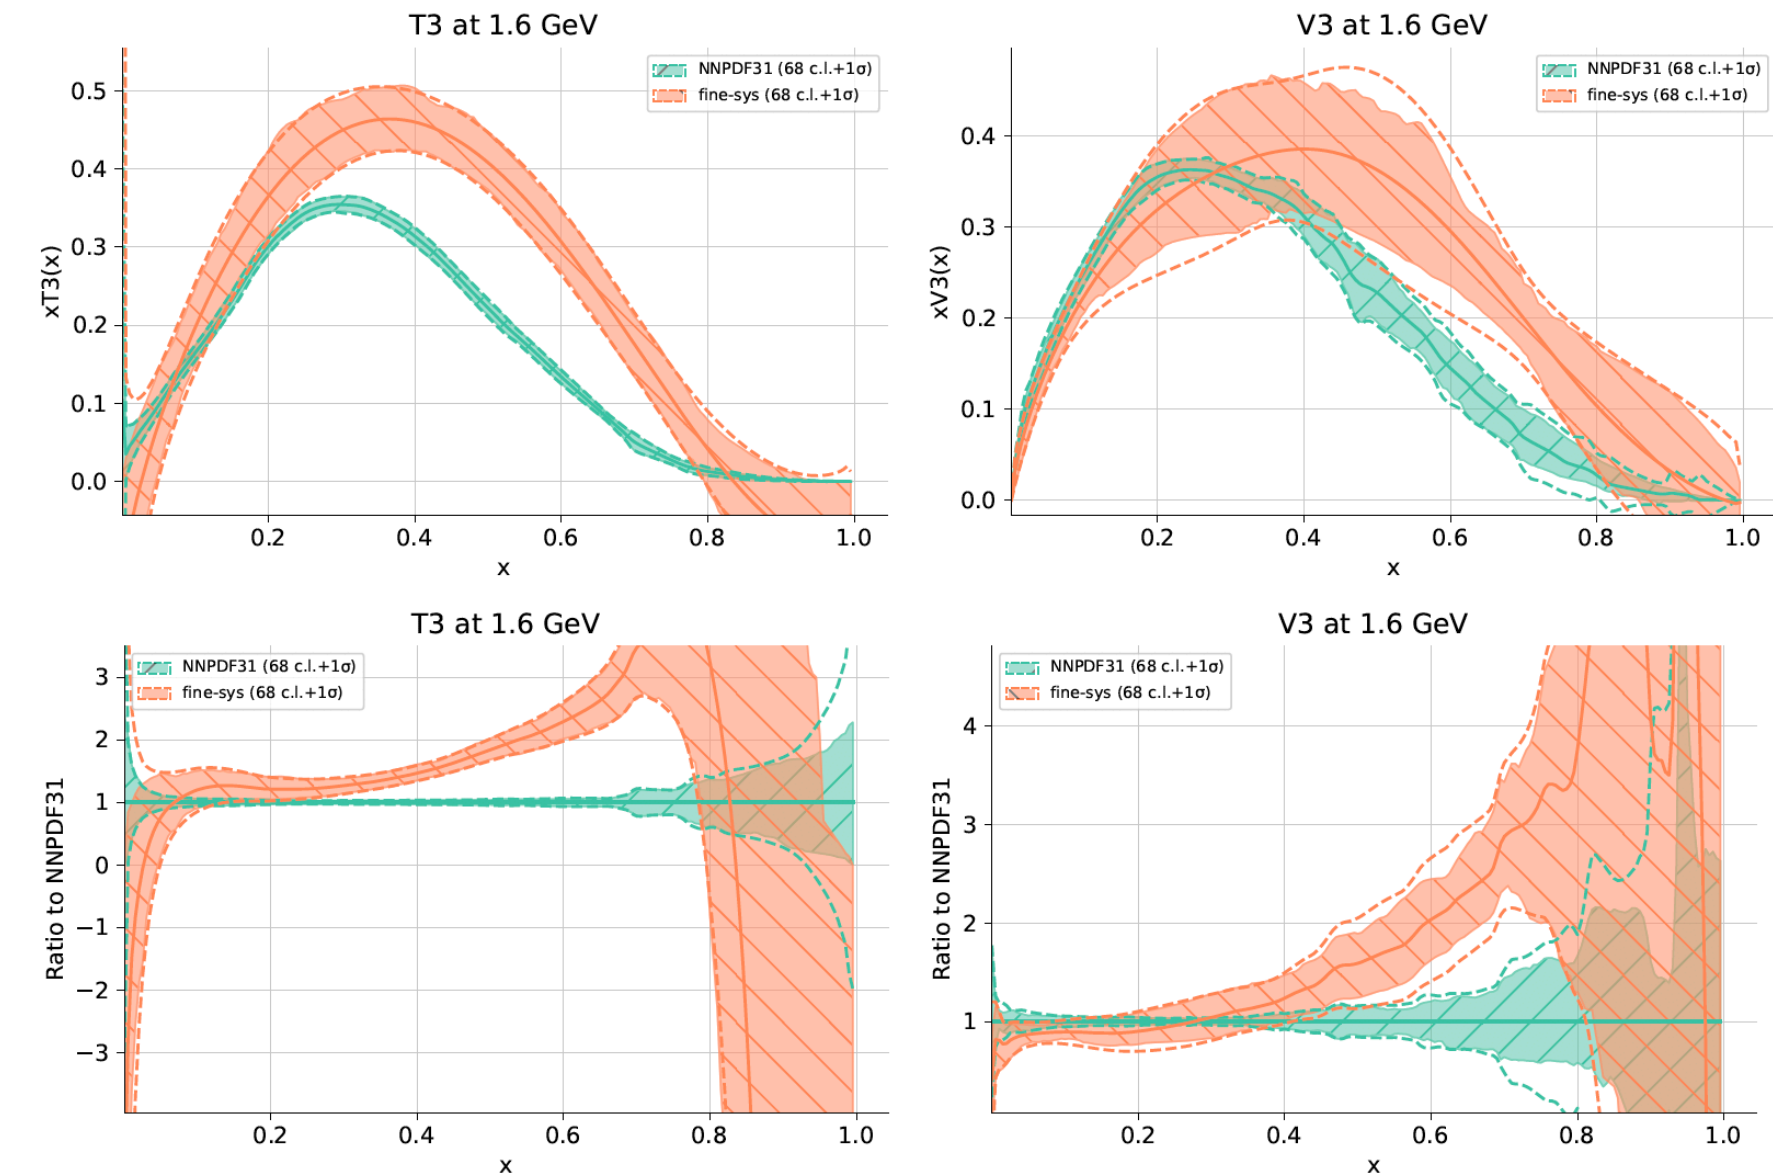 T3 at 1.6 GeV
NNPDF31 (68 c.l.+1σ)
fine-sys (68 c.l.+1σ)
xT3(x)
0.5
0.4
0.3
0.2
0.1
0.0
0.2 0.4 0.6 0.8 1.0
x
V3 at 1.6 GeV
NNPDF31 (68 c.l.+1σ)
fine-sys (68 c.l.+1σ)
xV3(x)
0.4
0.3
0.2
0.1
0.0
0.2 0.4 0.6 0.8 1.0
x
T3 at 1.6 GeV
NNPDF31 (68 c.l.+1σ)
fine-sys (68 c.l.+1σ)
Ratio to NNPDF31
3
2
1
0
−1
−2
−3
0.2 0.4 0.6 0.8 1.0
x
V3 at 1.6 GeV
NNPDF31 (68 c.l.+1σ)
fine-sys (68 c.l.+1σ)
Ratio to NNPDF31
4
3
2
1
0.2 0.4 0.6 0.8 1.0
x